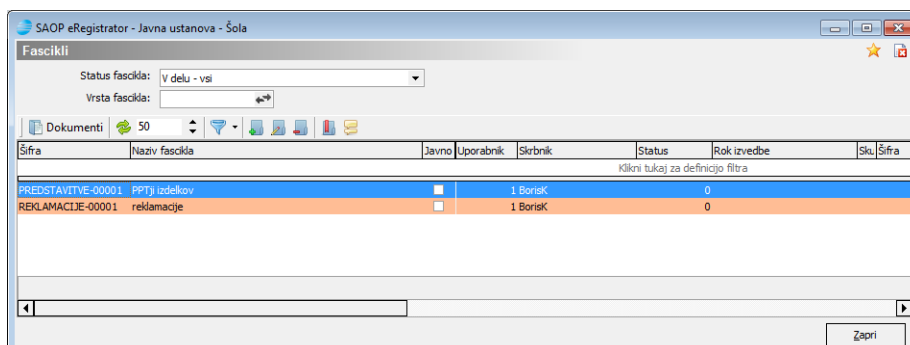 SAOP eRegistrator - Javna ustanova - Šola
Fascikli
Status fascikla: V delu - vsi
Vrsta fascikla:
Dokumenti 50
Šifra Naziv fascikla Javno Uporabnik Skrbnik Status Rok izvedbe Sku Šifra
Klikni tukaj za definicijo filtra
PREDSTAVITVE-00001 PPTji izdelkov 1 BorisK 0
REKLAMACIJE-00001 reklamacije 1 BorisK 0
Zapri